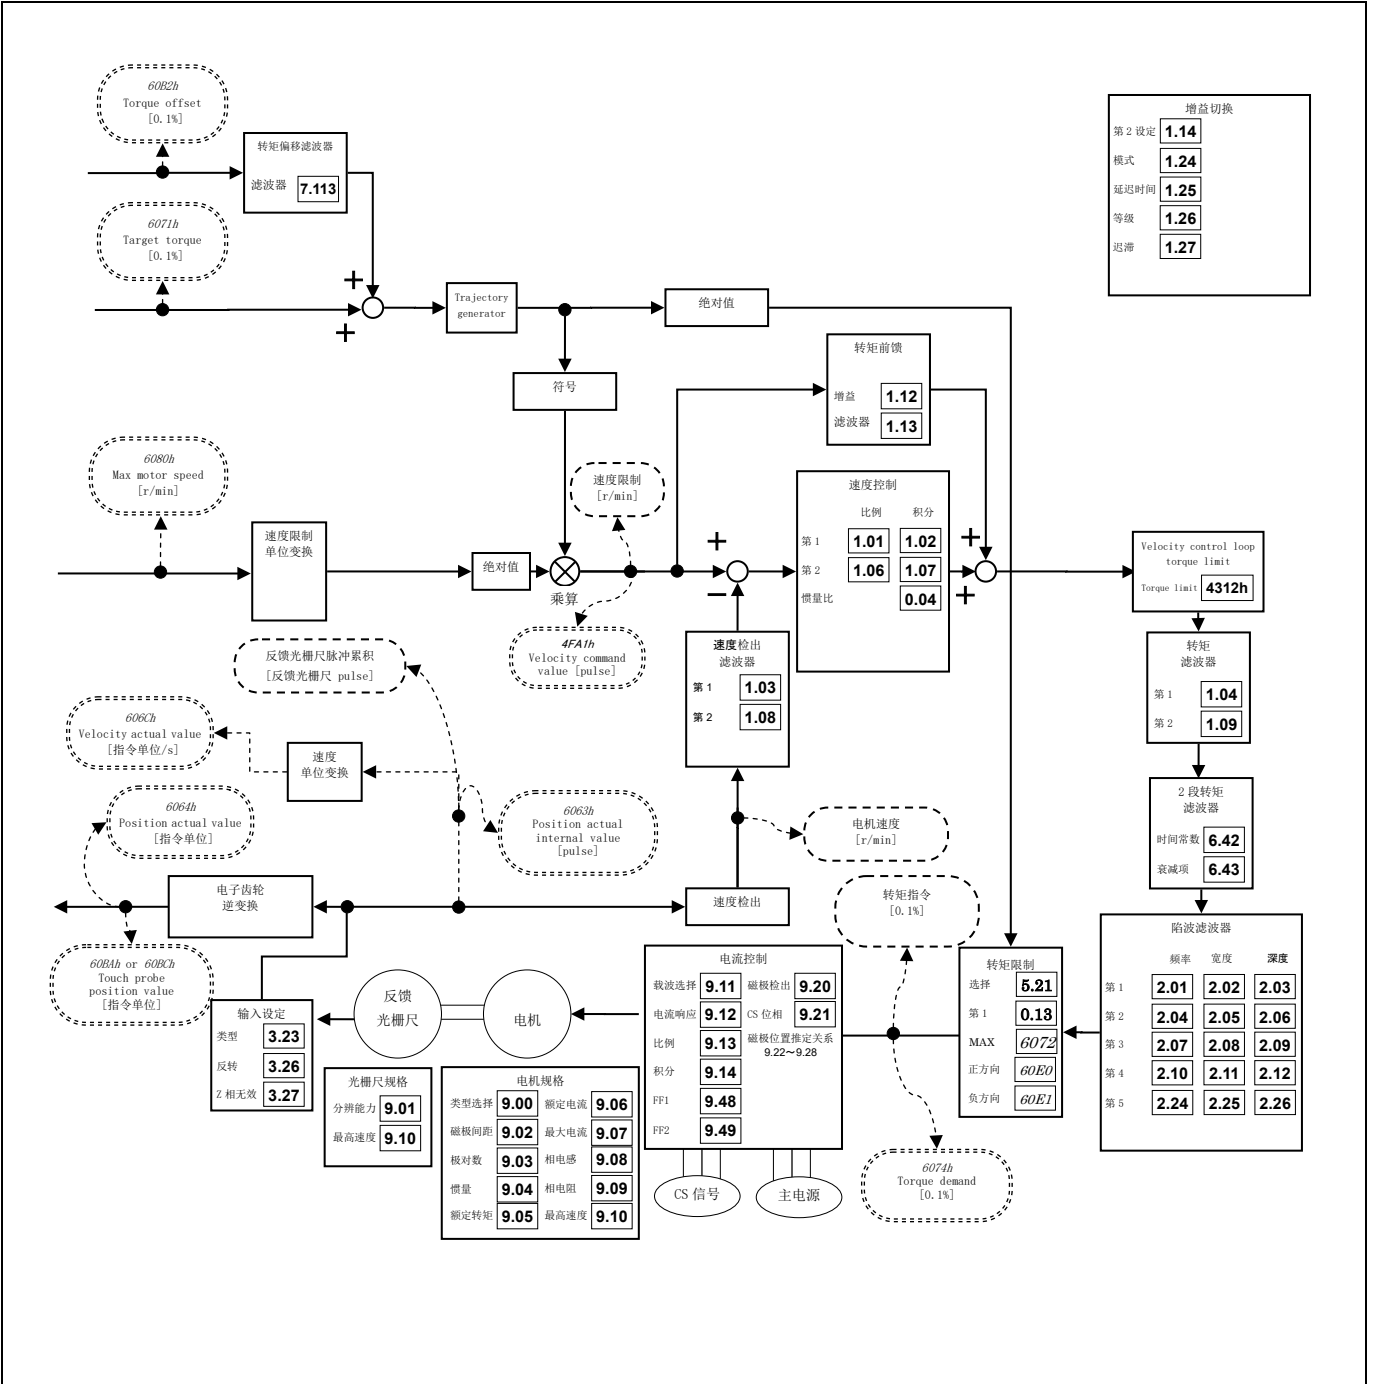 60B2h
Torque offset
[0.1%]
转矩偏移滤波器
滤波器 7.113
6071h
Target torque
[0.1%]
+
+
Trajectory
generator
绝对值
符号
增益切换
第 2 设定 1.14
模式 1.24
延迟时间 1.25
等级 1.26
迟滞 1.27
转矩前馈
增益 1.12
滤波器 1.13
6080h
Max motor speed
[r/min]
速度限制
单位变换
绝对值
乘算
速度限制
[r/min]
4FA1h
Velocity command
value [pulse]
+
−
速度控制
比例 积分
第 1 1.01 1.02
第 2 1.06 1.07
惯量比 0.04
+
+
Velocity control loop
torque limit
Torque limit 4312h
速度检出
滤波器
第 1 1.03
第 2 1.08
转矩
滤波器
第 1 1.04
第 2 1.09
反馈光栅尺脉冲累积
[反馈光栅尺 pulse]
606Ch
Velocity actual value
[指令单位/s]
速度
单位变换
6064h
Position actual value
[指令单位]
6063h
Position actual
internal value
[pulse]
电机速度
[r/min]
2 段转矩
滤波器
时间常数 6.42
衰减项 6.43
电子齿轮
逆变换
速度检出
转矩指令
[0.1%]
60BAh or 60BCh
Touch probe
position value
[指令单位]
输入设定
类型 3.23
反转 3.26
Z 相无效 3.27
反馈
光栅尺
电机
光栅尺规格
分辨能力 9.01
最高速度 9.10
电机规格
类型选择 9.00 额定电流 9.06
磁极间距 9.02 最大电流 9.07
极对数 9.03 相电感 9.08
惯量 9.04 相电阻 9.09
额定转矩 9.05 最高速度 9.10
电流控制
载波选择 9.11 磁极检出 9.20
电流响应 9.12 CS 位相 9.21
比例 9.13 磁极位置推定关系
9.22～9.28
积分 9.14
FF1 9.48
FF2 9.49
CS 信号
主电源
转矩限制
选择 5.21
第 1 0.13
MAX 6072
正方向 60E0
负方向 60E1
6074h
Torque demand
[0.1%]
陷波滤波器
频率 宽度 深度
第 1 2.01 2.02 2.03
第 2 2.04 2.05 2.06
第 3 2.07 2.08 2.09
第 4 2.10 2.11 2.12
第 5 2.24 2.25 2.26